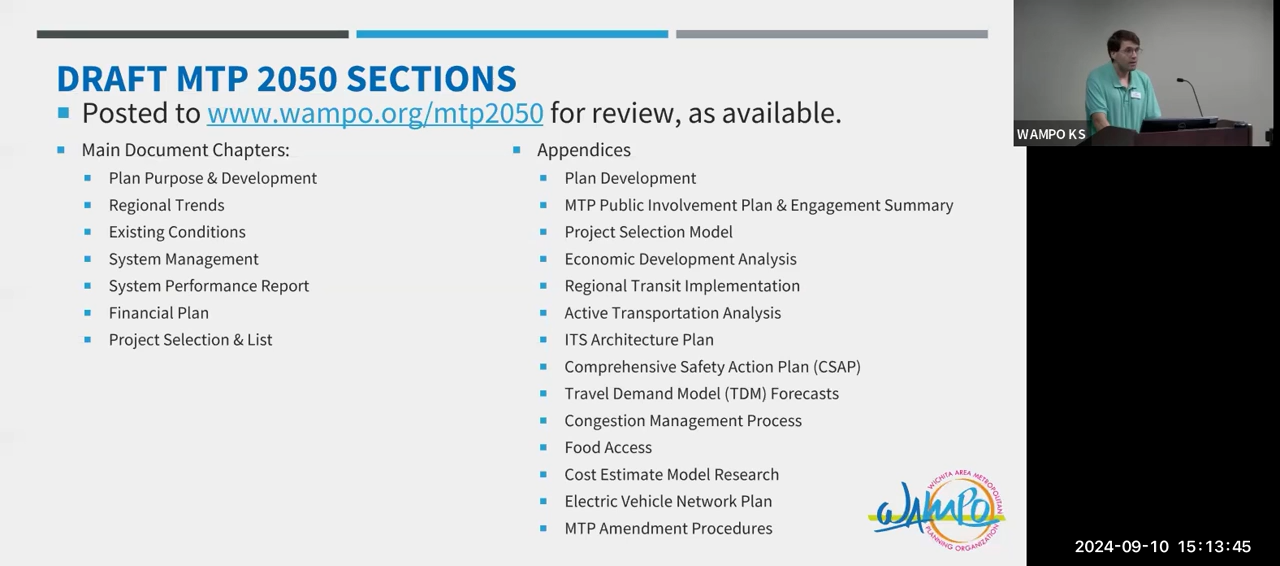 DRAFT MTP 2050 SECTIONS
Posted to www.wampo.org/mtp2050 for review, as available.
Main Document Chapters:
Plan Purpose & Development
Regional Trends
Existing Conditions
System Management
System Performance Report
Financial Plan
Project Selection & List
Appendices
Plan Development
MTP Public Involvement Plan & Engagement Summary
Project Selection Model
Economic Development Analysis
Regional Transit Implementation
Active Transportation Analysis
ITS Architecture Plan
Comprehensive Safety Action Plan (CSAP)
Travel Demand Model (TDM) Forecasts
Congestion Management Process
Food Access
Cost Estimate Model Research
Electric Vehicle Network Plan
MTP Amendment Procedures
WICHITA AREA METROPOLITAN
WAMPO
PLANNING ORGANIZATION
WAMPO KS
2024-09-10 15:13:45